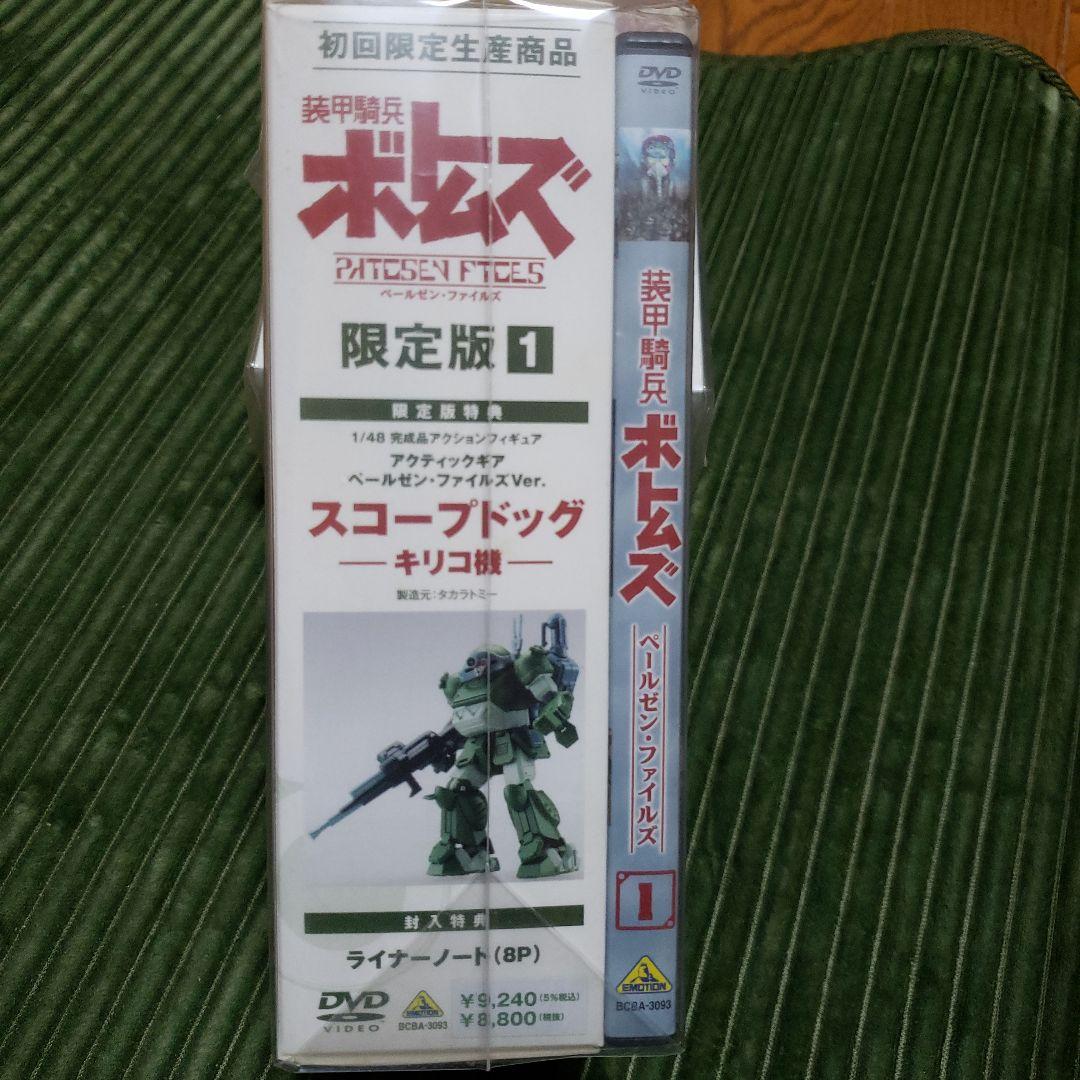 初回限定生産商品
装甲騎兵
ボトムズ
PAILSEN FILES
ペールゼン・ファイルズ
限定版 1
限定版特典
1/48 完成品アクションフィギュア
アクティックギア
ペールゼン・ファイルズVer.
スコープドッグ
キリコ機
製造元:タカラトミー
封入特典
ライナーノート(8P)
DVD
VIDEO
EMOTION
BCBA-3093
¥9,240(5%税込)
¥8,800(税抜)
DVD
VIDEO
装甲騎兵
ボトムズ
ペールゼン・ファイルズ
1
EMOTION
BCBA-3093